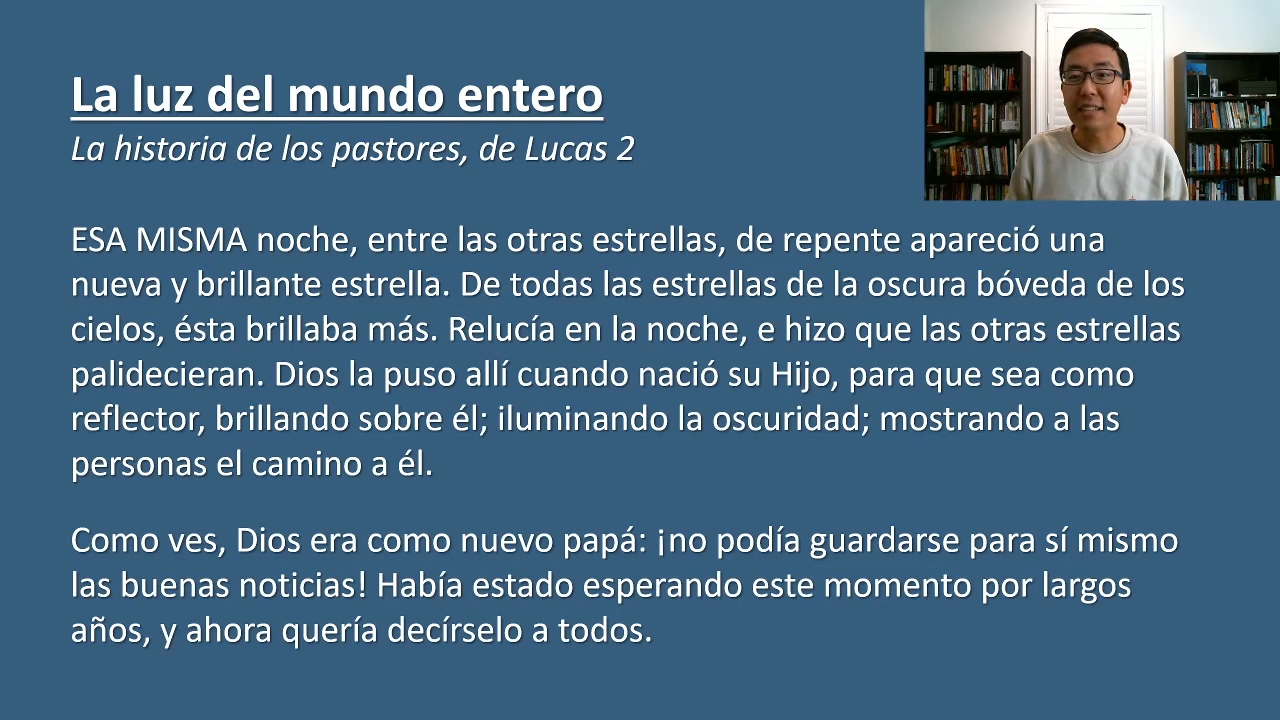 La luz del mundo entero
La historia de los pastores, de Lucas 2
ESA MISMA noche, entre las otras estrellas, de repente apareció una
nueva y brillante estrella. De todas las estrellas de la oscura bóveda de los
cielos, ésta brillaba más. Relucía en la noche, e hizo que las otras estrellas
palidecieran. Dios la puso allí cuando nació su Hijo, para que sea como
reflector, brillando sobre él; iluminando la oscuridad; mostrando a las
personas el camino a él.
Como ves, Dios era como nuevo papá: ¡no podía guardarse para sí mismo
las buenas noticias! Había estado esperando este momento por largos
años, y ahora quería decírselo a todos.